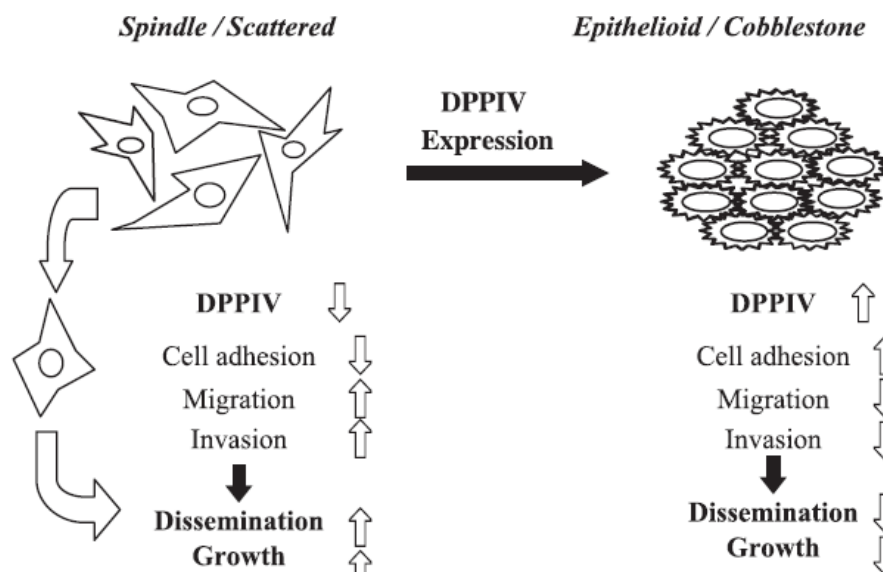 Spindle / Scattered
Epithelioid / Cobblestone
DPPIV
Expression
DPPIV
Cell adhesion
Migration
Invasion
Dissemination
Growth
DPPIV
Cell adhesion
Migration
Invasion
Dissemination
Growth